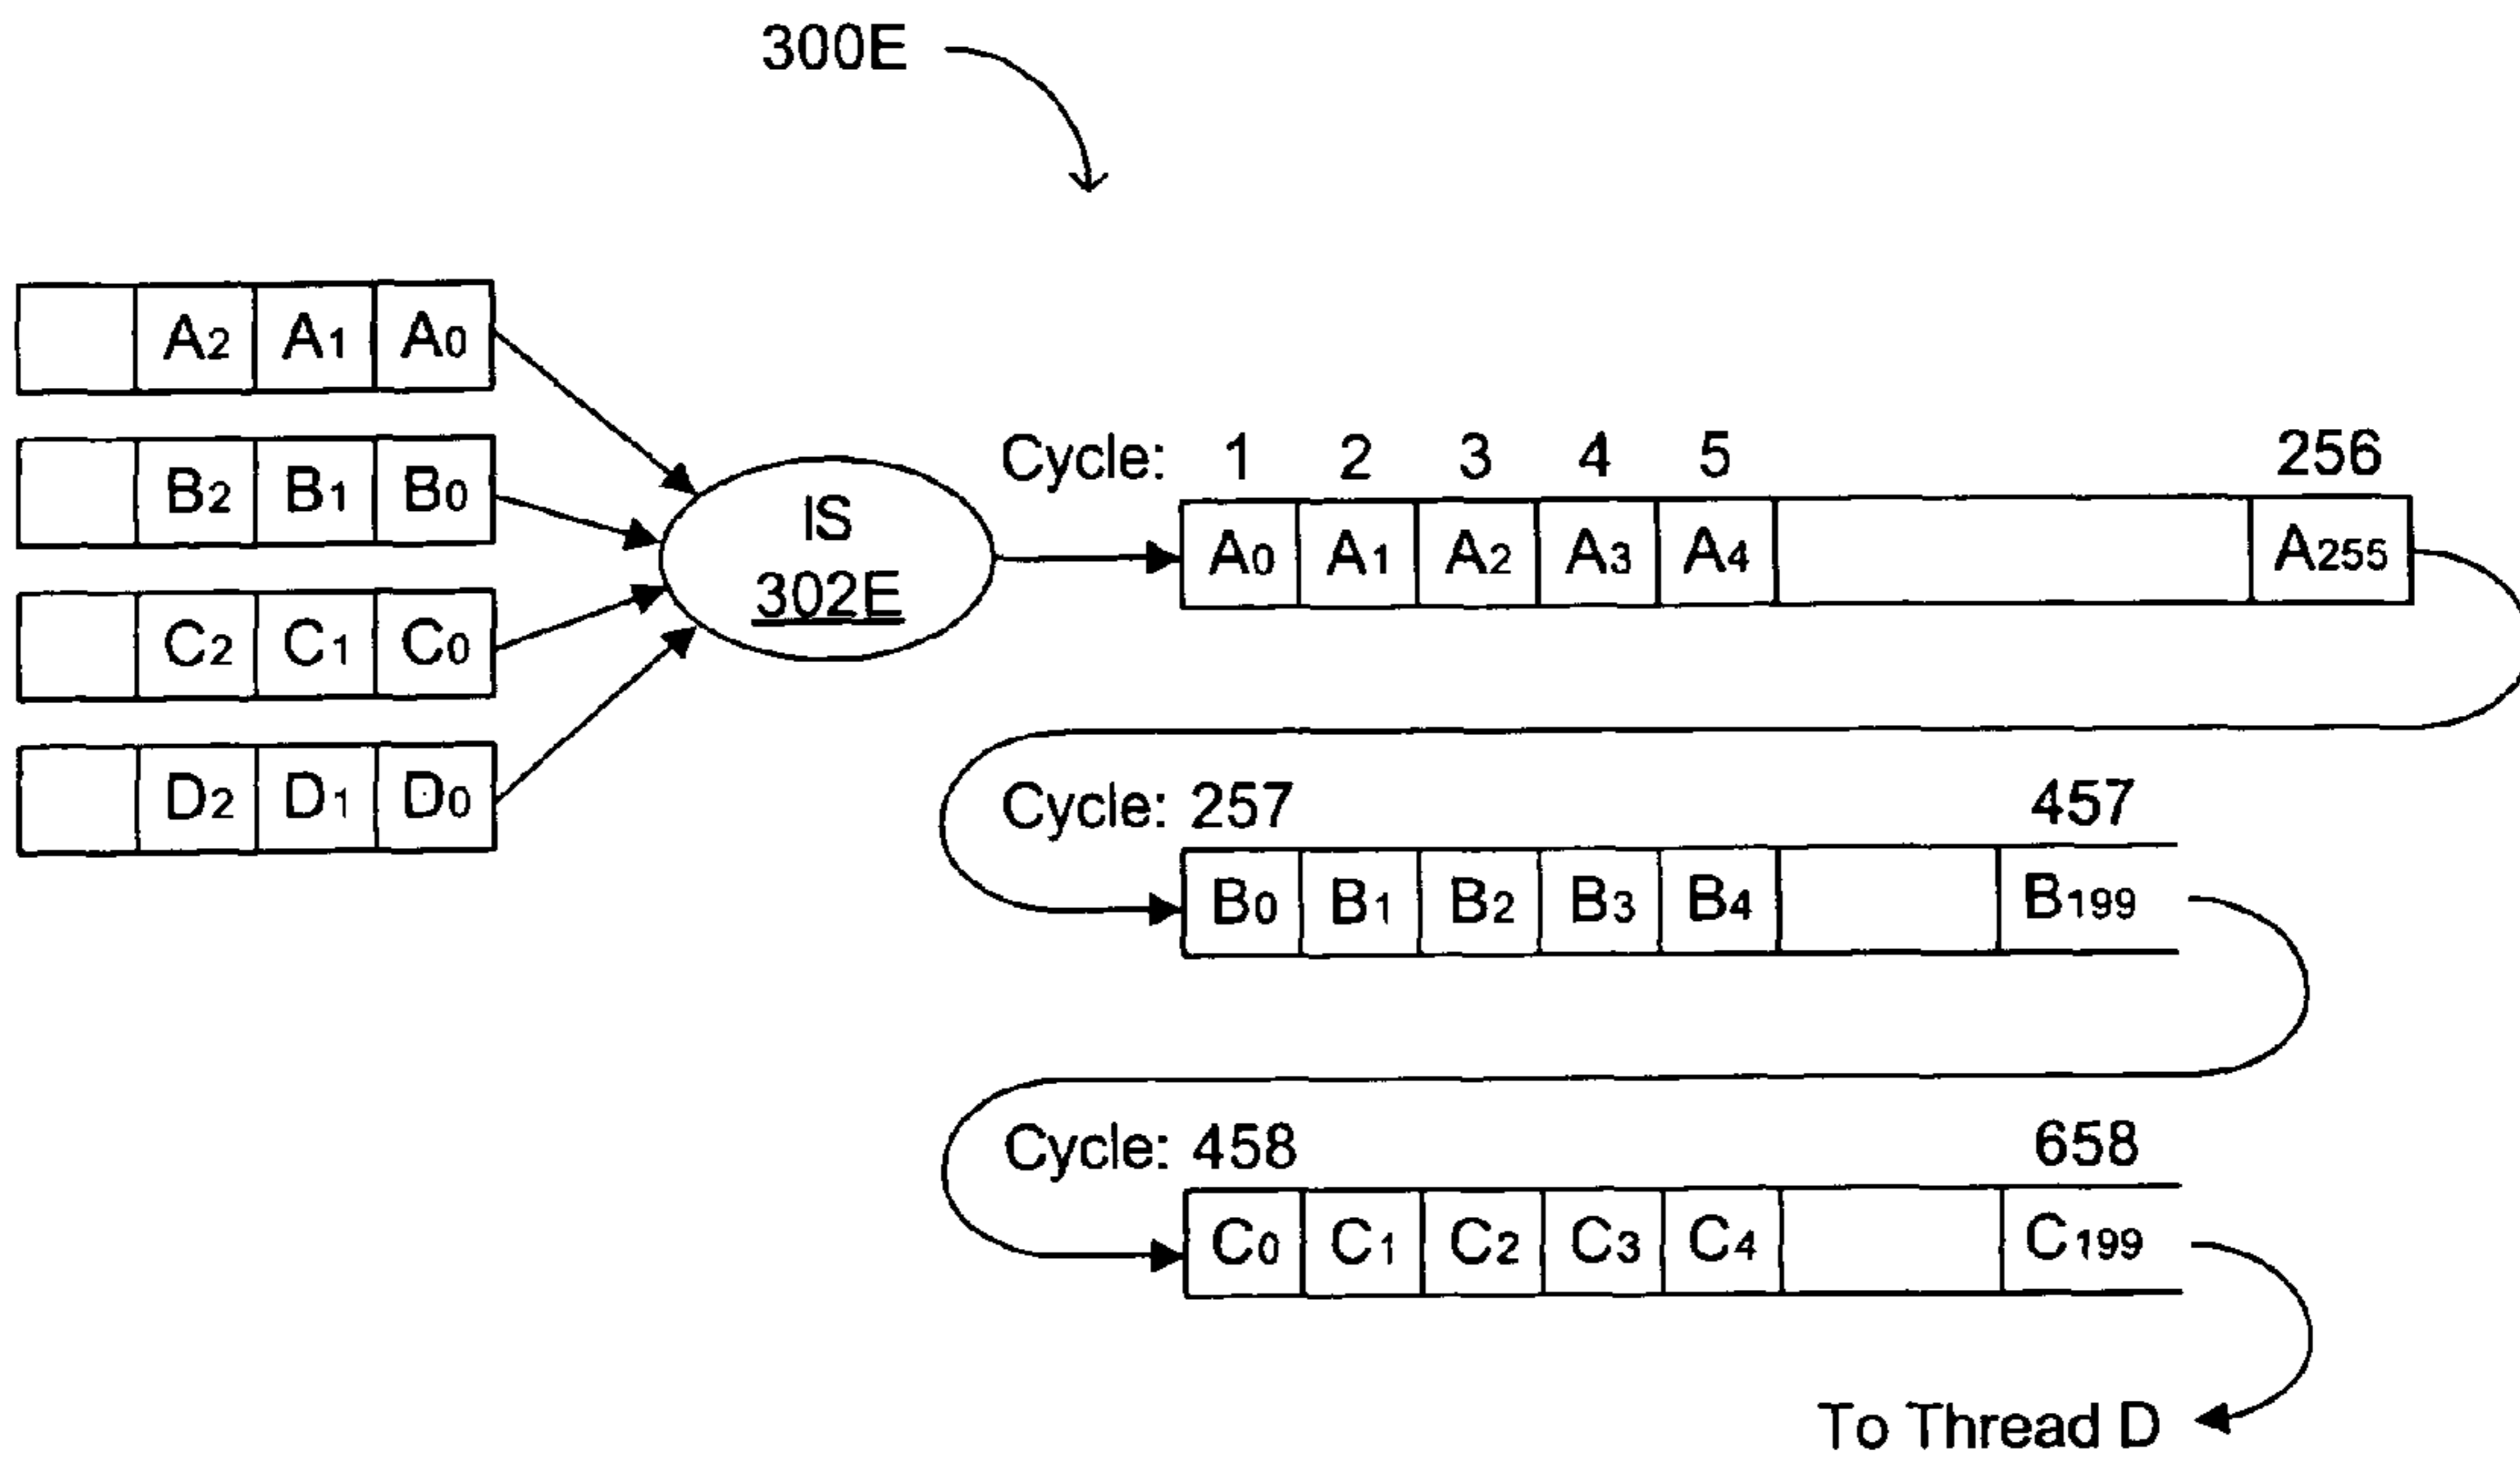 300E
A2 A1 A0
B2 B1 B0
C2 C1 C0
D2 D1 D0
IS
302E
Cycle: 1 2 3 4 5 256
A0 A1 A2 A3 A4 A255
Cycle: 257 457
B0 B1 B2 B3 B4 B199
Cycle: 458 658
C0 C1 C2 C3 C4 C199
To Thread D